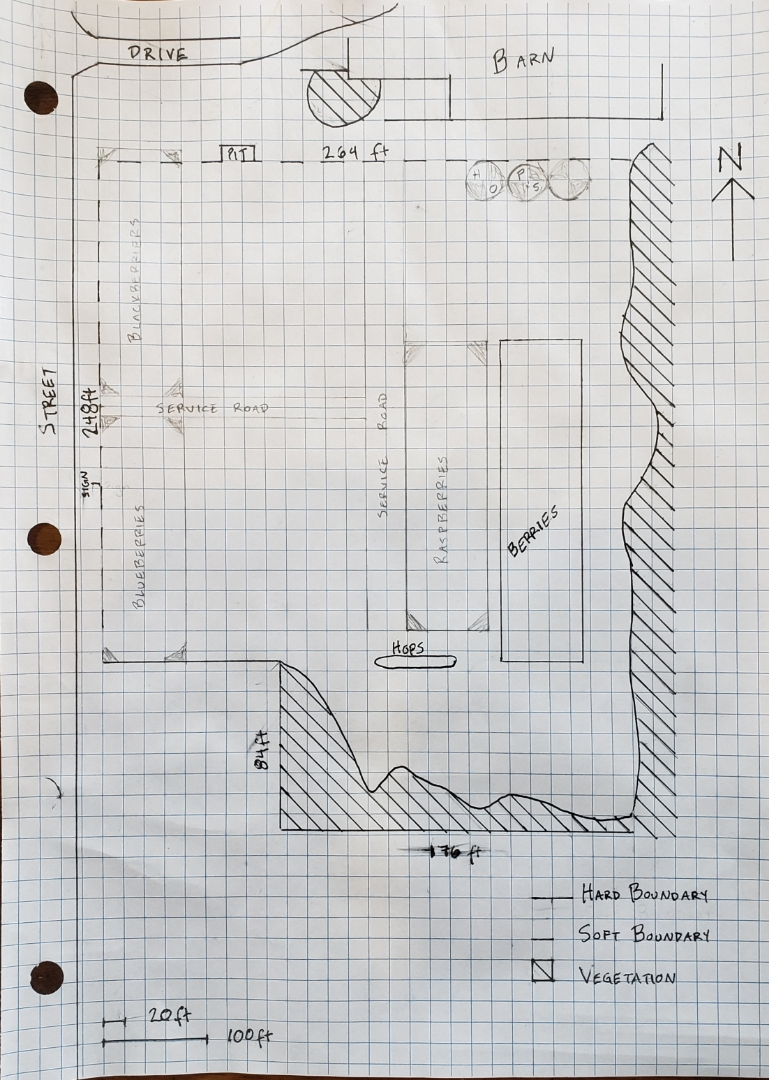 DRIVE
BARN
PIT
264 ft
H
O
P
S
N
BLACKBERRIERS
STREET
248ft
SERVICE ROAD
SERVICE ROAD
SIGN
RASPBERRIES
BERRIES
BLUEBERRIES
HOPS
84ft
176 ft
HARD BOUNDARY
SOFT BOUNDARY
VEGETATION
20ft
100ft